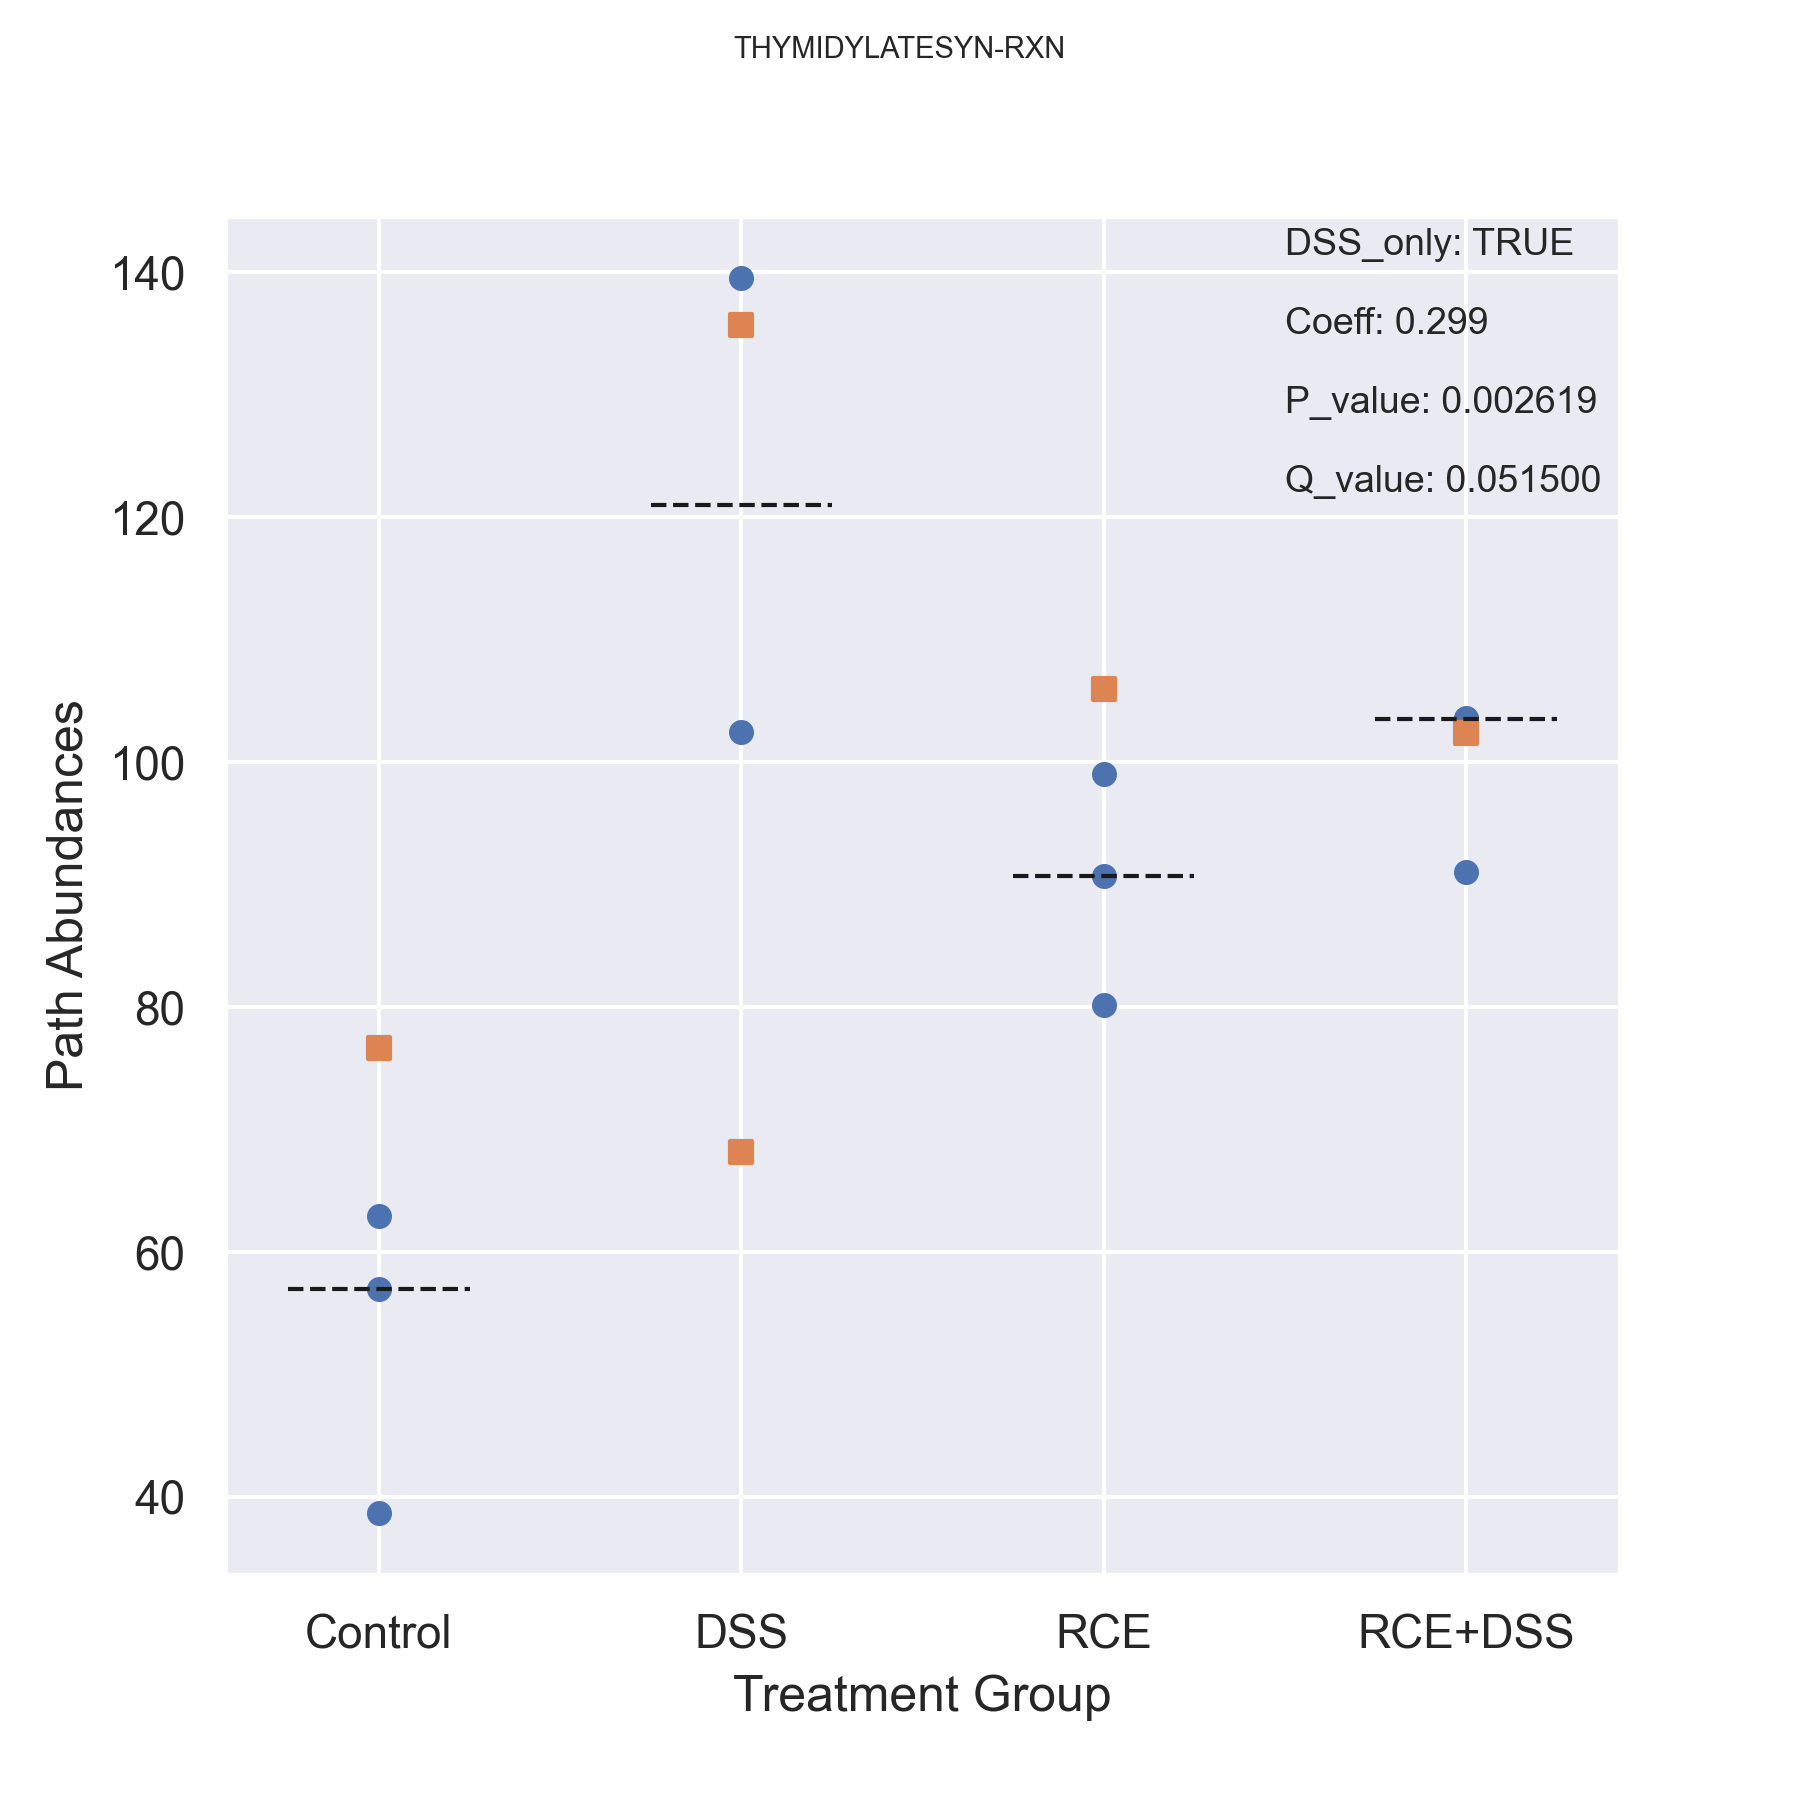 THYMIDYLATESYN-RXN
DSS_only: TRUE
Coeff: 0.299
P_value: 0.002619
Q_value: 0.051500
140
120
100
80
60
40
Path Abundances
Control
DSS
RCE
RCE+DSS
Treatment Group